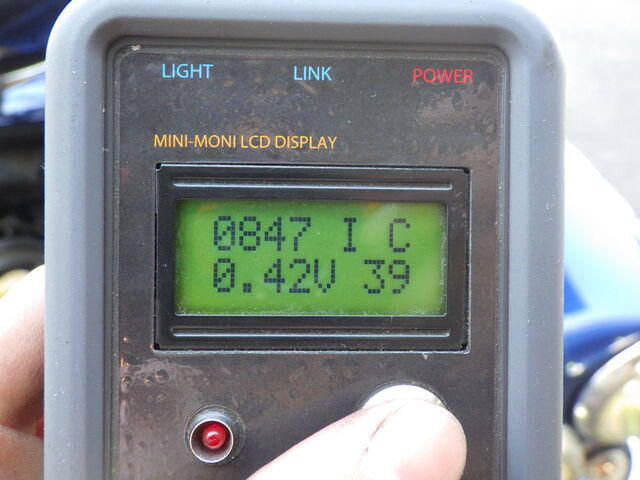 LIGHT LINK POWER
MINI-MONI LCD DISPLAY
0847 I C
0.42V 39